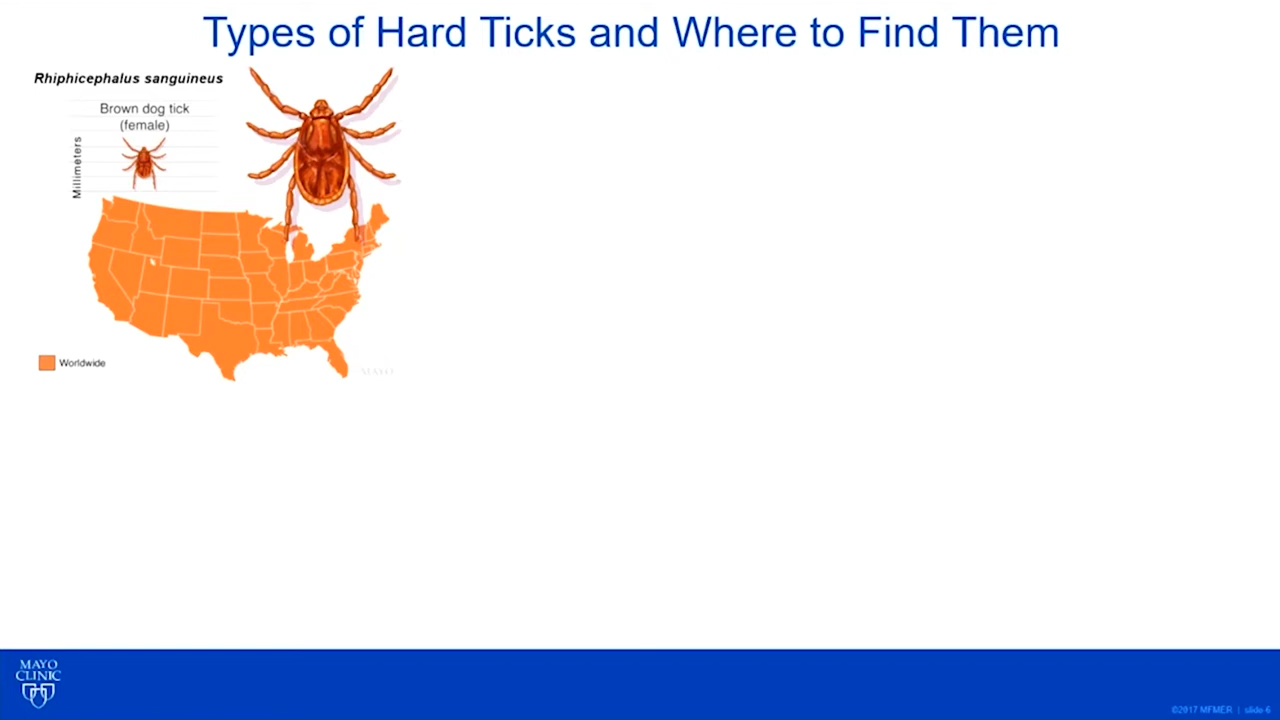 Types of Hard Ticks and Where to Find Them
Rhiphicephalus sanguineus
Brown dog tick
(female)
Millimeters
Worldwide
MAYO
MAYO
CLINIC
©2017 MFMER | slide-6